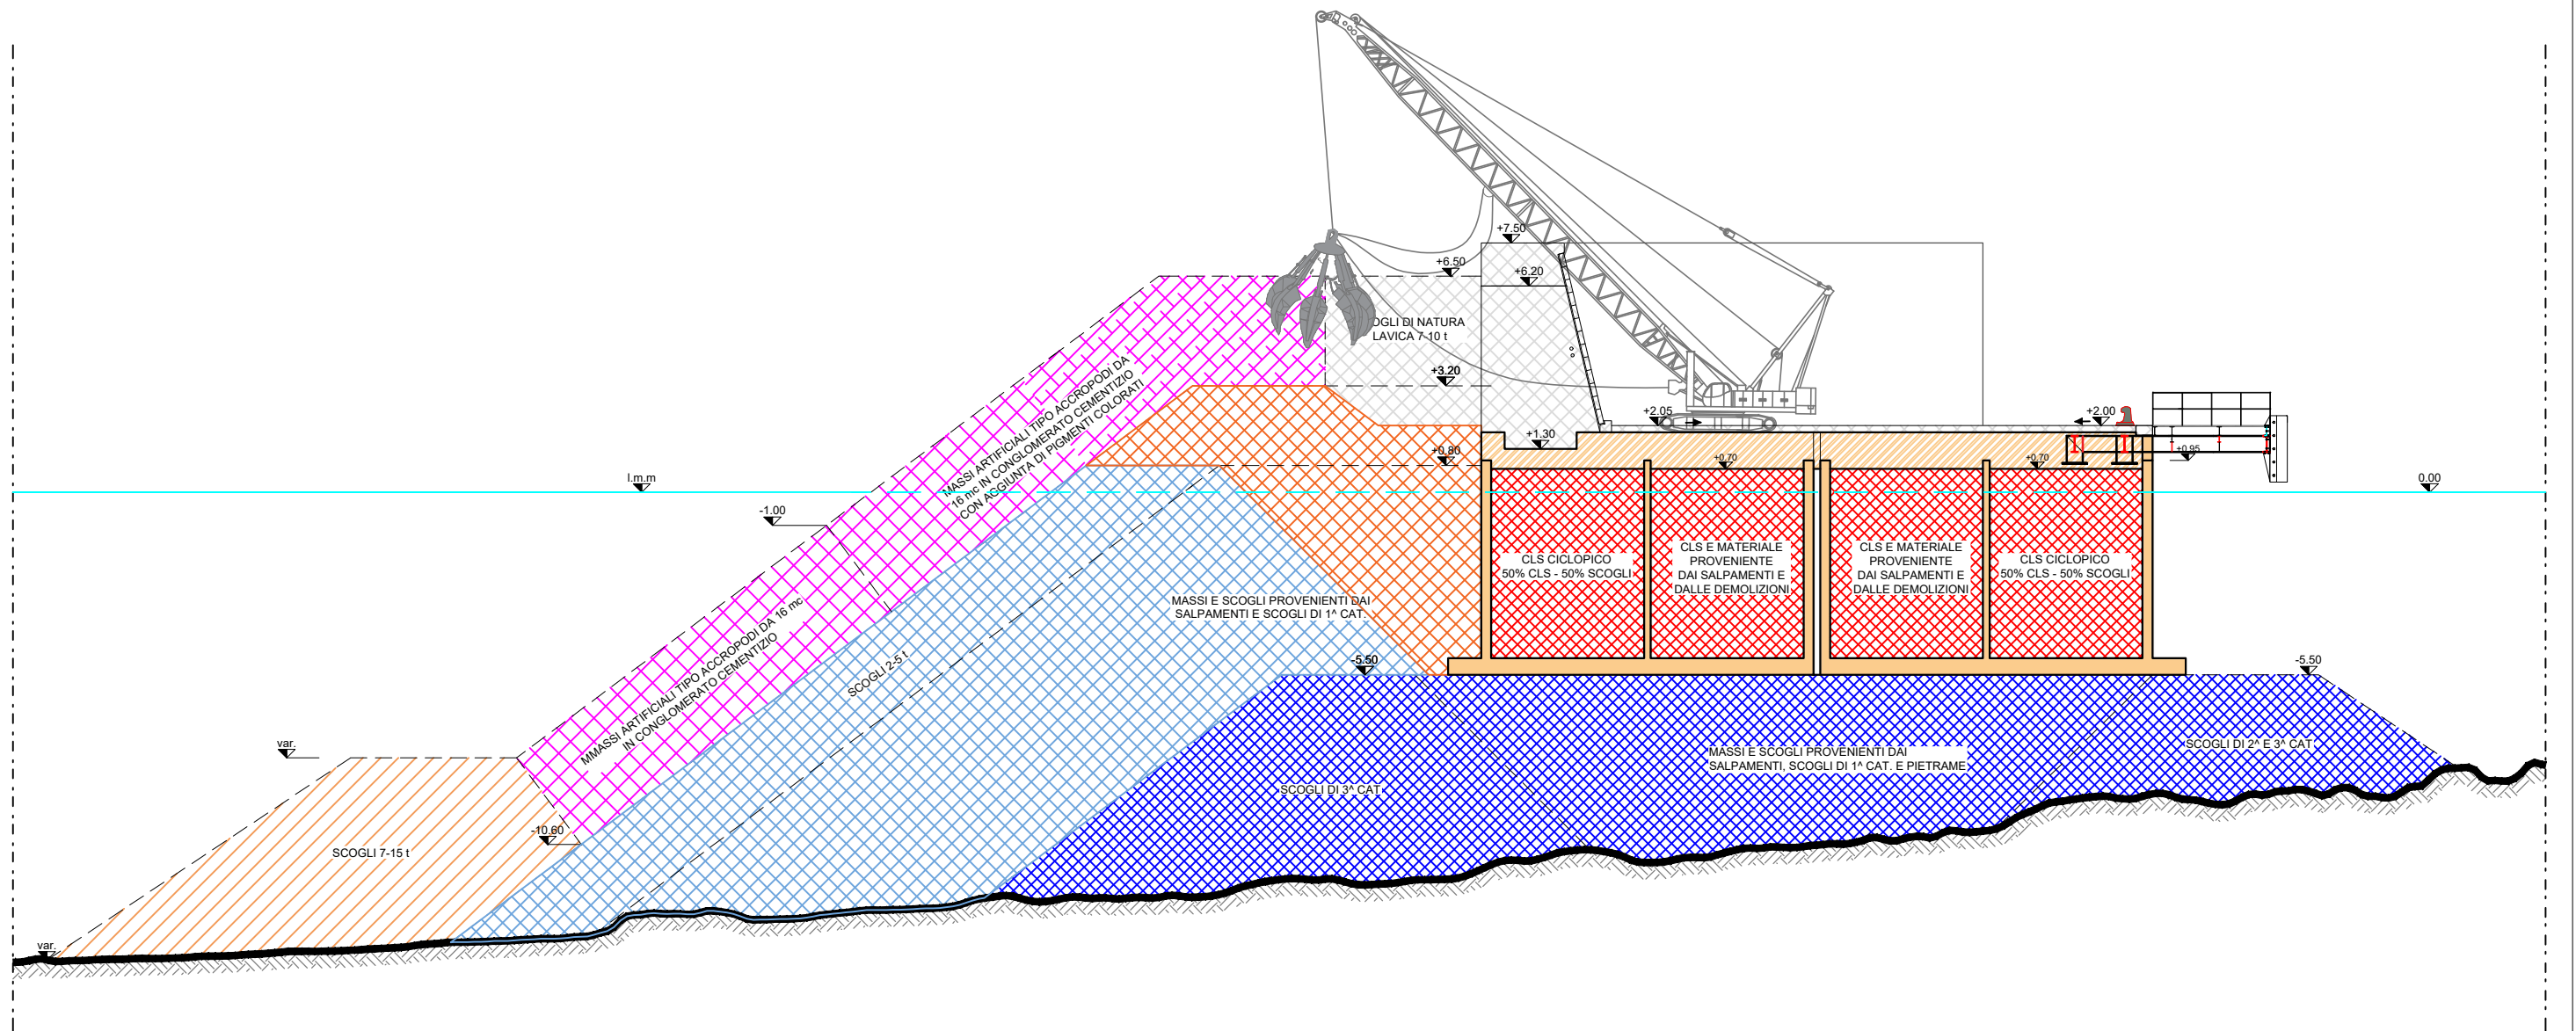 +7.50
+6.50
+6.20
OGLI DI NATURA
LAVICA 7-10 t
+3.20
MASSI ARTIFICIALI TIPO ACCROPODI DA
16 mc IN CONGLOMERATO CEMENTIZIO
CON AGGIUNTA DI PIGMENTI COLORATI
+2.05
+2.00
+1.30
+0.95
+0.80
+0.70
+0.70
l.m.m
0.00
-1.00
CLS CICLOPICO
50% CLS - 50% SCOGLI
CLS E MATERIALE
PROVENIENTE
DAI SALPAMENTI E
DALLE DEMOLIZIONI
CLS E MATERIALE
PROVENIENTE
DAI SALPAMENTI E
DALLE DEMOLIZIONI
CLS CICLOPICO
50% CLS - 50% SCOGLI
MASSI E SCOGLI PROVENIENTI DAI
SALPAMENTI E SCOGLI DI 1^ CAT.
MMASSI ARTIFICIALI TIPO ACCROPODI DA 16 mc
IN CONGLOMERATO CEMENTIZIO
SCOGLI 2-5 t
-5.50
-5.50
var.
MASSI E SCOGLI PROVENIENTI DAI
SALPAMENTI, SCOGLI DI 1^ CAT. E PIETRAME
SCOGLI DI 2^ E 3^ CAT
SCOGLI DI 3^ CAT
-10.60
SCOGLI 7-15 t
var.